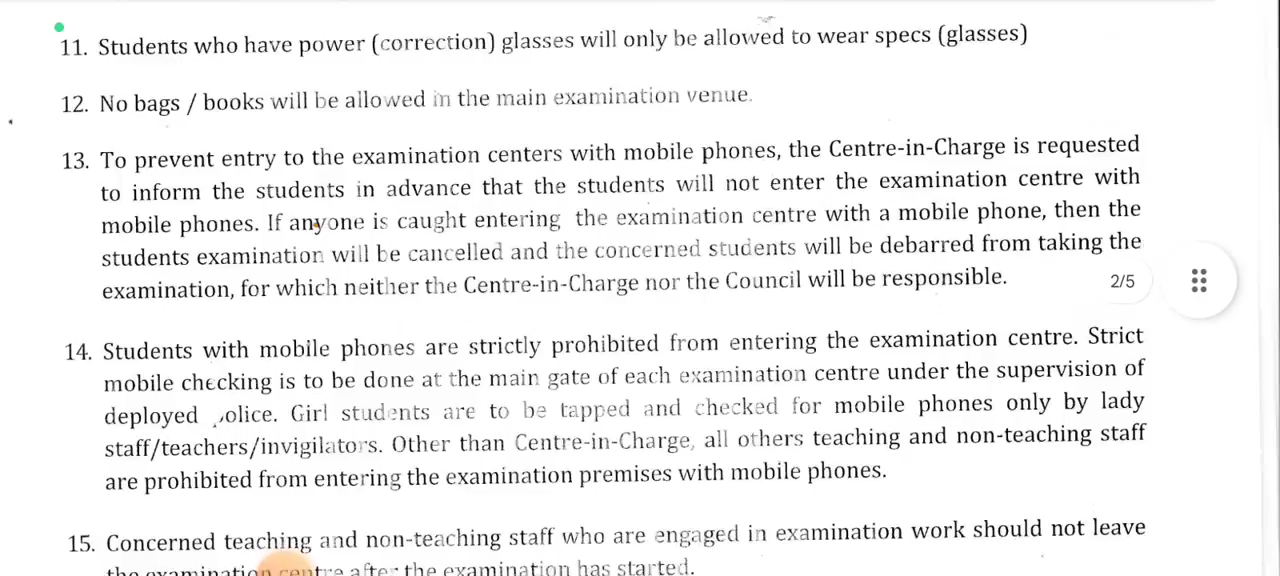 11. Students who have power (correction) glasses will only be allowed to wear specs (glasses)
12. No bags / books will be allowed in the main examination venue.
13. To prevent entry to the examination centers with mobile phones, the Centre-in-Charge is requested
to inform the students in advance that the students will not enter the examination centre with
mobile phones. If anyone is caught entering the examination centre with a mobile phone, then the
students examination will be cancelled and the concerned students will be debarred from taking the
examination, for which neither the Centre-in-Charge nor the Council will be responsible.
2/5
14. Students with mobile phones are strictly prohibited from entering the examination centre. Strict
mobile checking is to be done at the main gate of each examination centre under the supervision of
deployed police. Girl students are to be tapped and checked for mobile phones only by lady
staff/teachers/invigilators. Other than Centre-in-Charge, all others teaching and non-teaching staff
are prohibited from entering the examination premises with mobile phones.
15. Concerned teaching and non-teaching staff who are engaged in examination work should not leave
the examination centre after the examination has started.